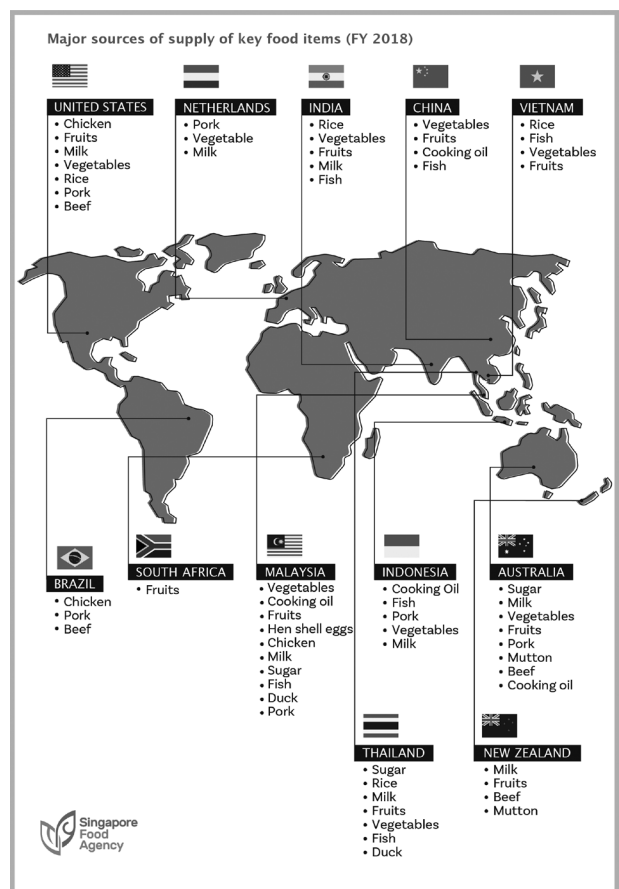 Major sources of supply of key food items (FY 2018)
UNITED STATES
• Chicken
• Fruits
• Milk
• Vegetables
• Rice
• Pork
• Beef
NETHERLANDS
• Pork
• Vegetable
• Milk
INDIA
• Rice
• Vegetables
• Fruits
• Milk
• Fish
CHINA
• Vegetables
• Fruits
• Cooking oil
• Fish
VIETNAM
• Rice
• Fish
• Vegetables
• Fruits
BRAZIL
• Chicken
• Pork
• Beef
SOUTH AFRICA
• Fruits
MALAYSIA
• Vegetables
• Cooking oil
• Fruits
• Hen shell eggs
• Chicken
• Milk
• Sugar
• Fish
• Duck
• Pork
INDONESIA
• Cooking Oil
• Fish
• Pork
• Vegetables
• Milk
AUSTRALIA
• Sugar
• Milk
• Vegetables
• Fruits
• Pork
• Mutton
• Beef
• Cooking oil
THAILAND
• Sugar
• Rice
• Milk
• Fruits
• Vegetables
• Fish
• Duck
NEW ZEALAND
• Milk
• Fruits
• Beef
• Mutton
Singapore
Food
Agency